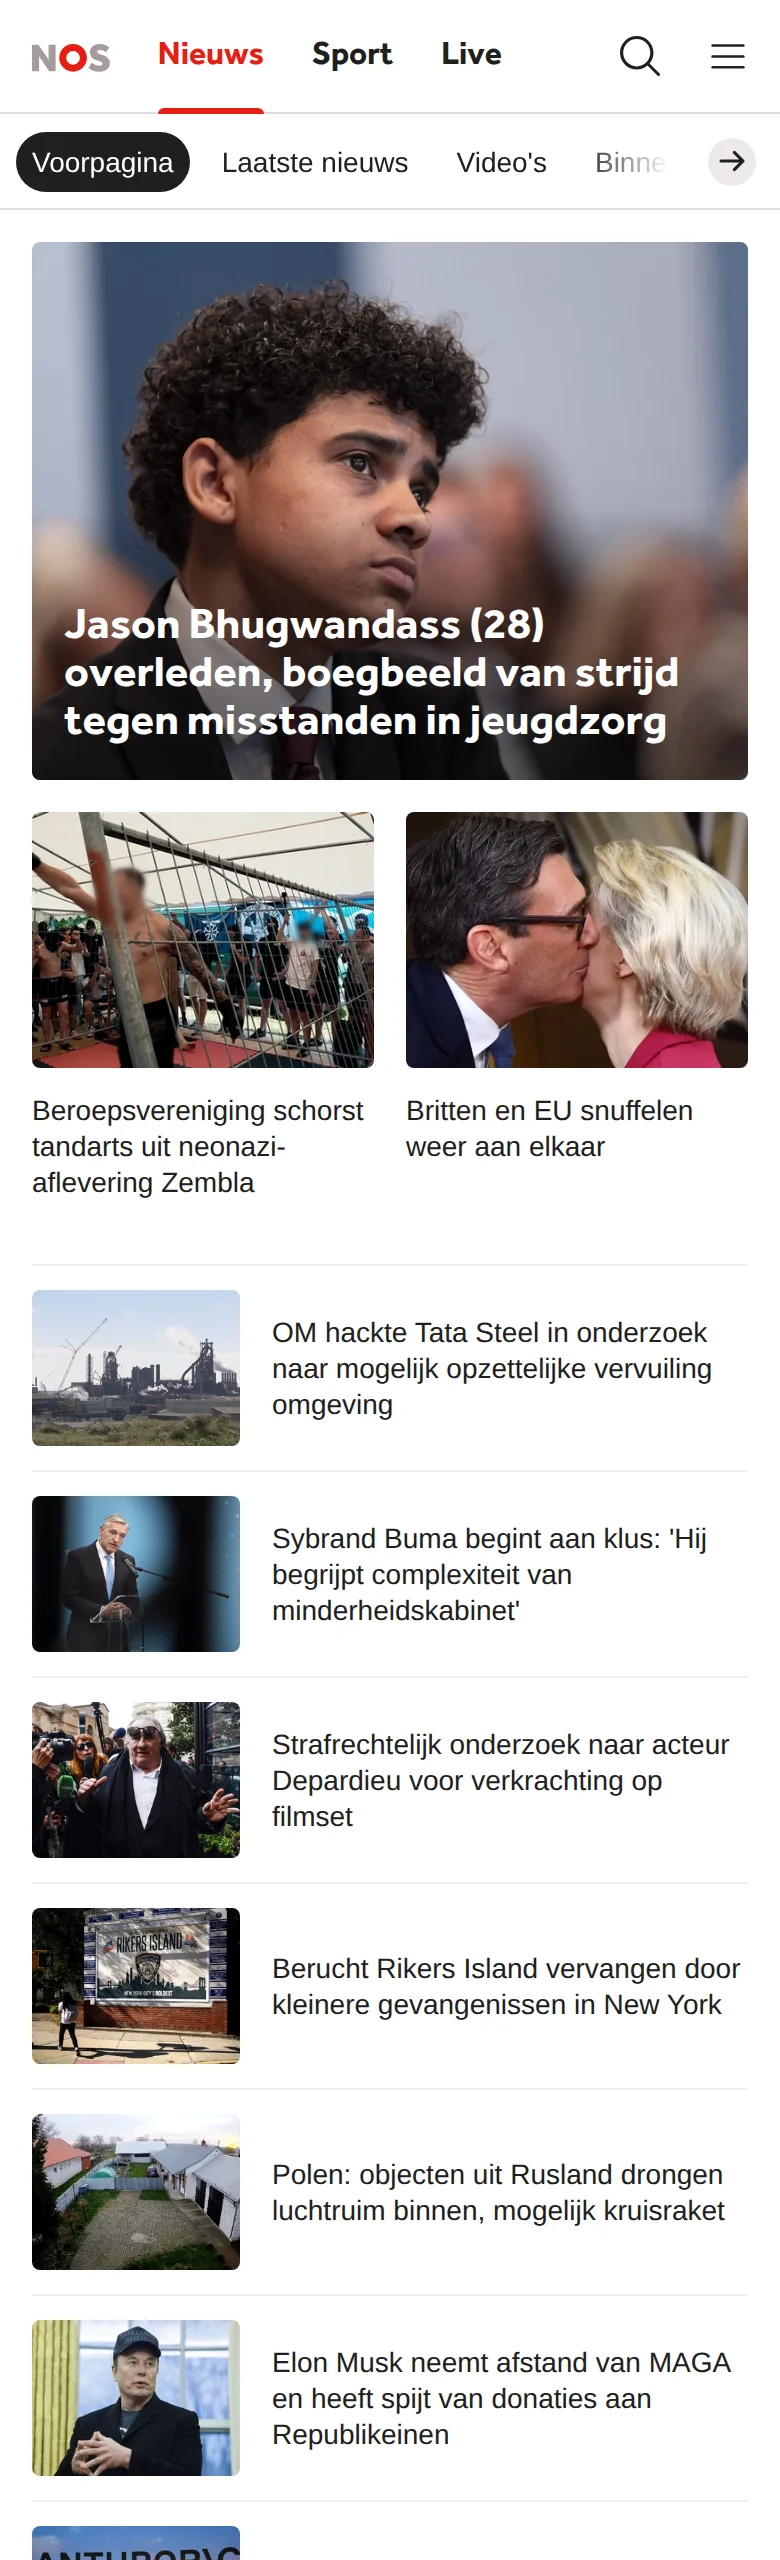 NOS
Nieuws
Sport
Live
Voorpagina
Laatste nieuws
Video's
Binne
Jason Bhugwandass (28)
overleden, boegbeeld van strijd
tegen misstanden in jeugdzorg
Beroepsvereniging schorst
tandarts uit neonazi-
aflevering Zembla
Britten en EU snuffelen
weer aan elkaar
OM hackte Tata Steel in onderzoek
naar mogelijk opzettelijke vervuiling
omgeving
Sybrand Buma begint aan klus: 'Hij
begrijpt complexiteit van
minderheidskabinet'
Strafrechtelijk onderzoek naar acteur
Depardieu voor verkrachting op
filmset
RIKERS ISLAND
NEW YORK CITY'S BOLDEST
Berucht Rikers Island vervangen door
kleinere gevangenissen in New York
Polen: objecten uit Rusland drongen
luchtruim binnen, mogelijk kruisraket
Elon Musk neemt afstand van MAGA
en heeft spijt van donaties aan
Republikeinen
ANTHROP\C